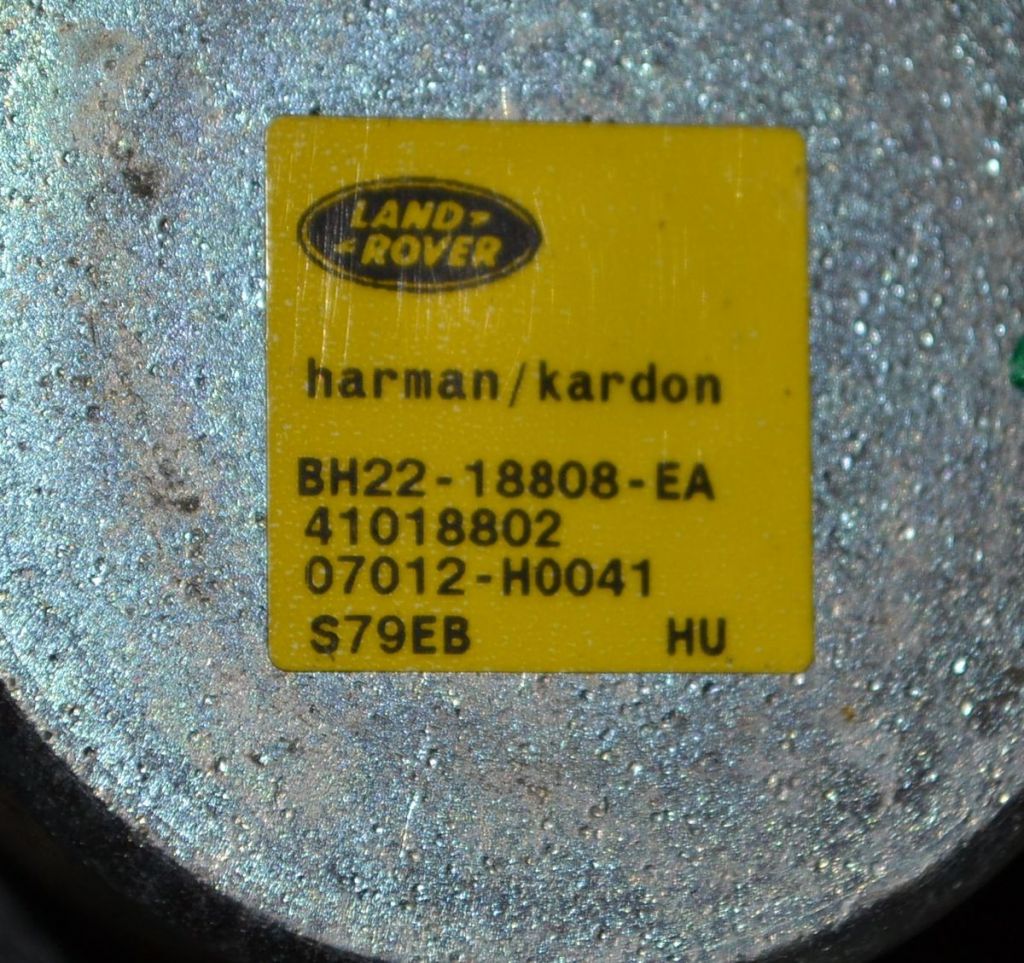 LAND
ROVER
harman/kardon
BH22-18808-EA
41018802
07012-H0041
S79EB HU